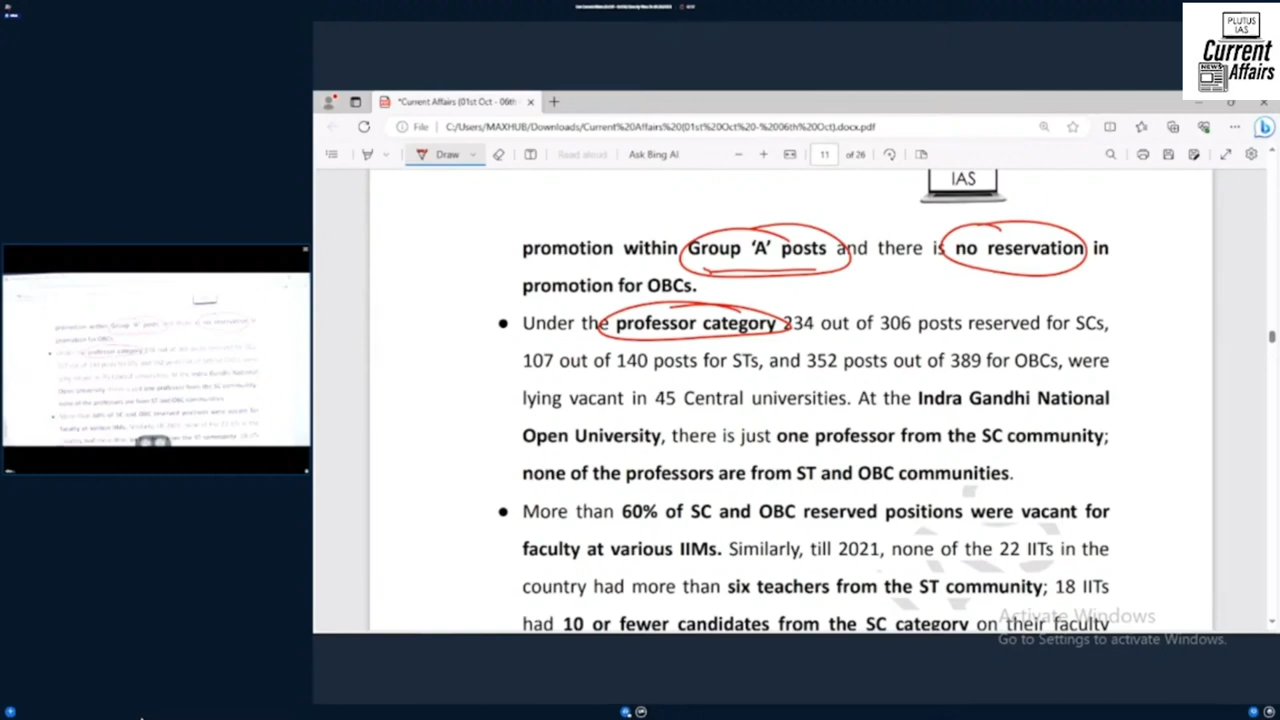 PLUTUS
IAS
Current
NEWS
Affairs
*Current Affairs (01st Oct - 06th
File C:/Users/MAXHUB/Downloads/Current%20Affairs%20(01st%20Oct%20-%2006th%20Oct).docx.pdf
Draw Read aloud Ask Bing AI 11 of 26
IAS
promotion within Group ‘A’ posts and there is no reservation in
promotion for OBCs.
● Under the professor category 234 out of 306 posts reserved for SCs,
107 out of 140 posts for STs, and 352 posts out of 389 for OBCs, were
lying vacant in 45 Central universities. At the Indra Gandhi National
Open University, there is just one professor from the SC community;
none of the professors are from ST and OBC communities.
● More than 60% of SC and OBC reserved positions were vacant for
faculty at various IIMs. Similarly, till 2021, none of the 22 IITs in the
country had more than six teachers from the ST community; 18 IITs
had 10 or fewer candidates from the SC category on their faculty
Activate Windows
Go to Settings to activate Windows.